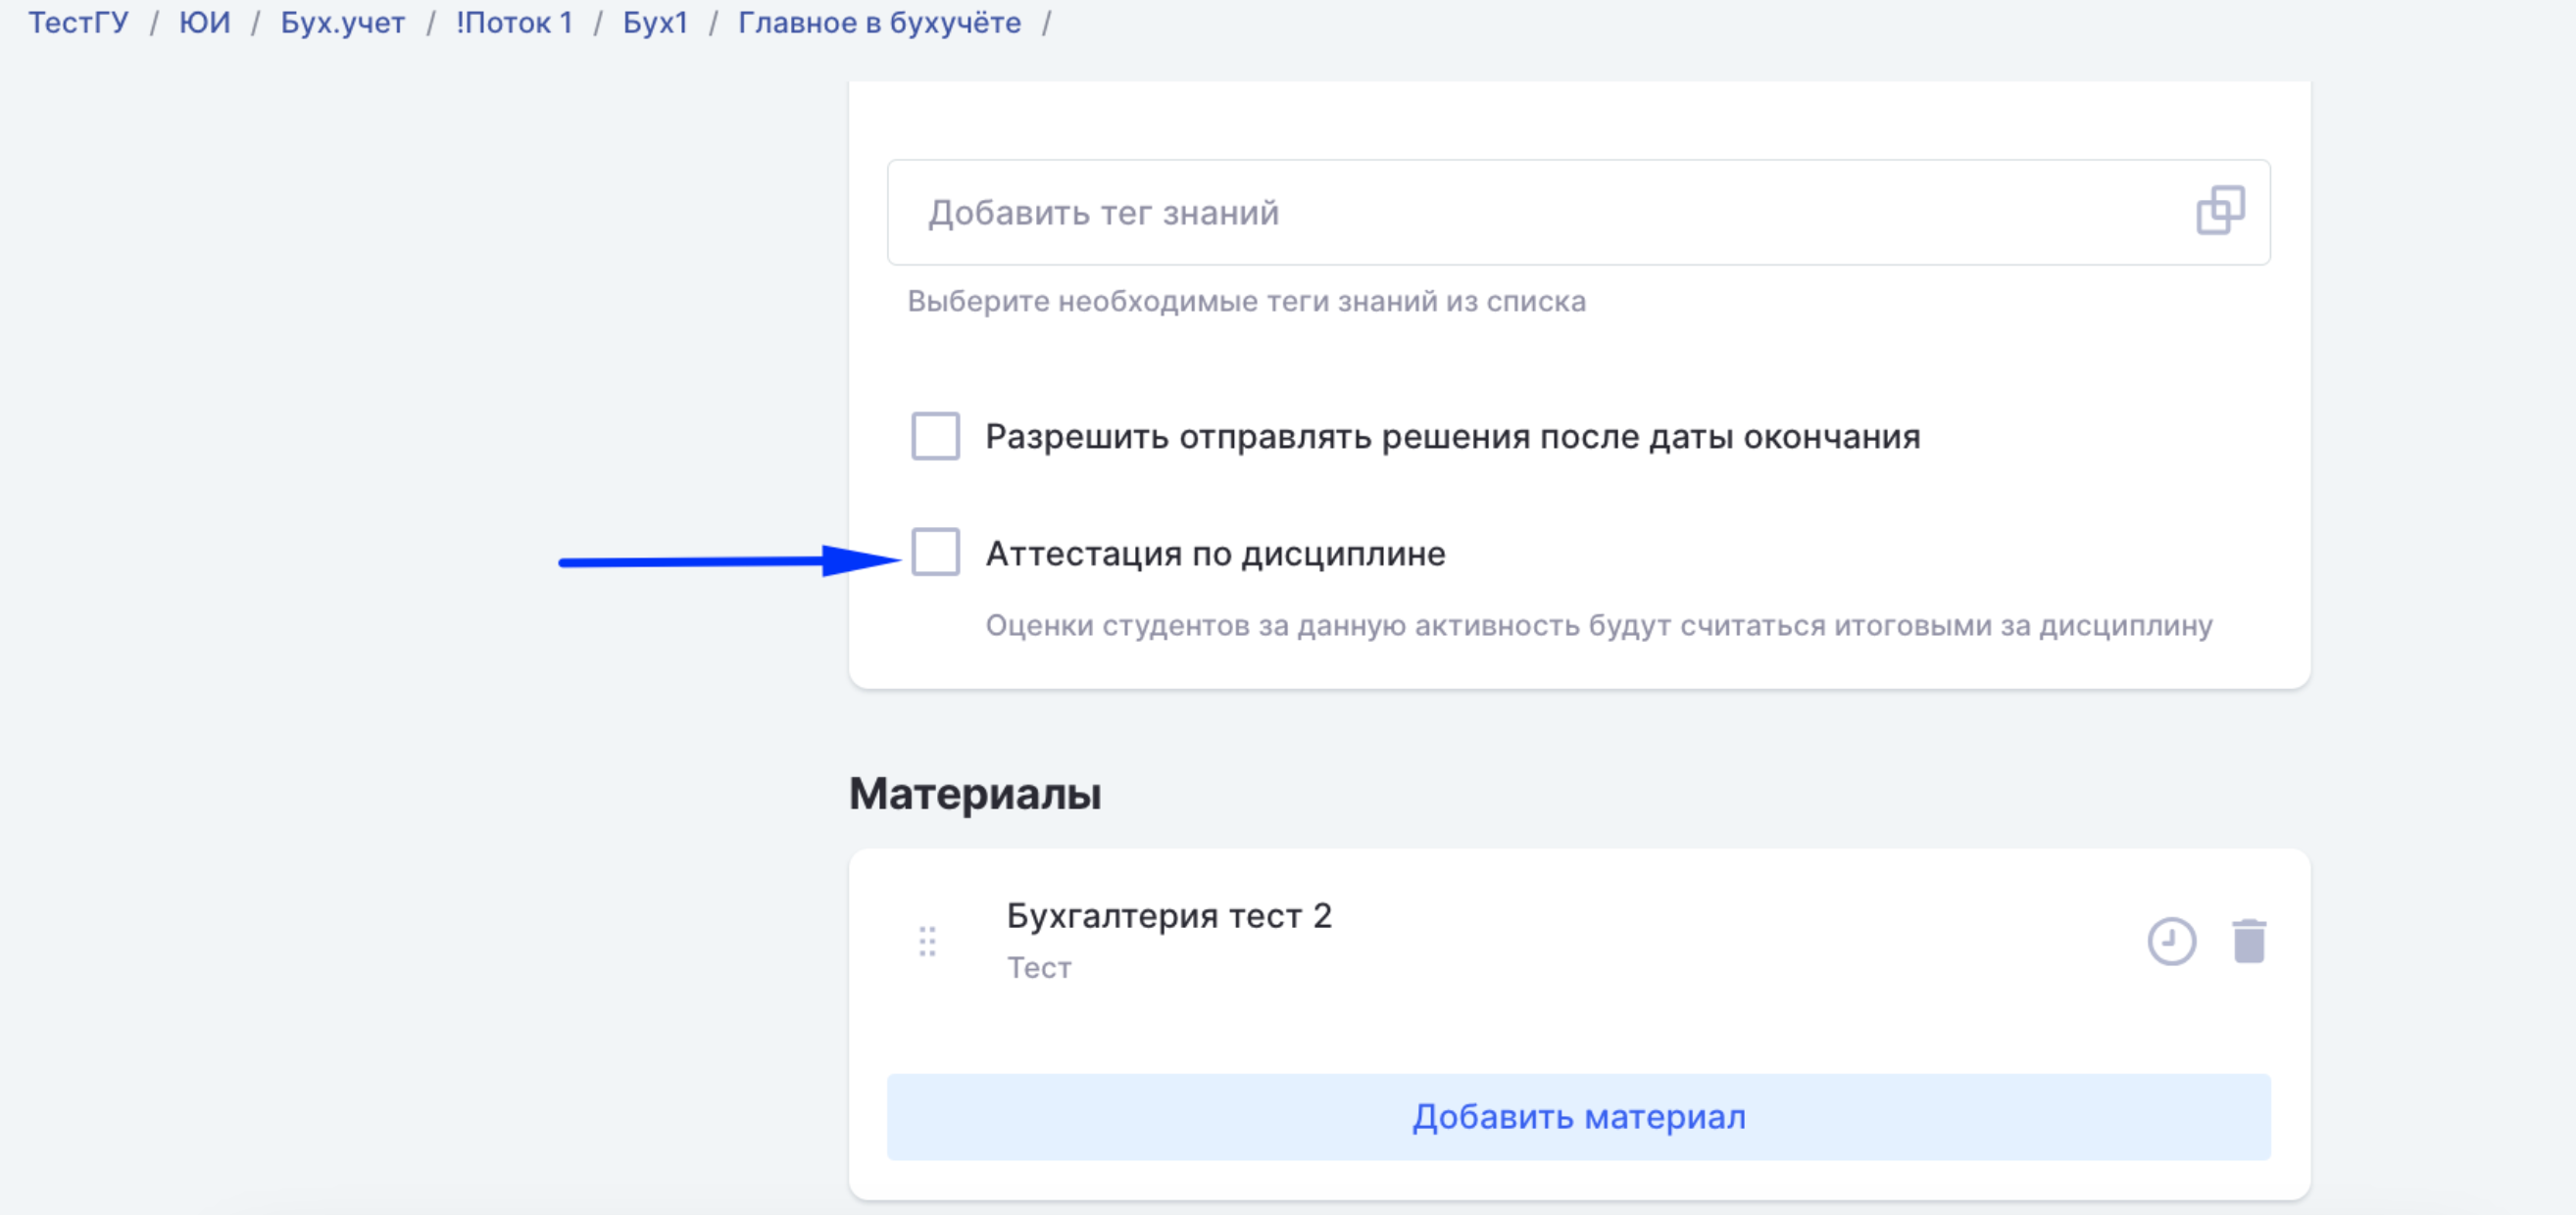 ТестГУ / ЮИ / Бух.учет / !Поток 1 / Бух1 / Главное в бухучёте /
Добавить тег знаний
Выберите необходимые теги знаний из списка
Разрешить отправлять решения после даты окончания
Аттестация по дисциплине
Оценки студентов за данную активность будут считаться итоговыми за дисциплину
Материалы
Бухгалтерия тест 2
Тест
Добавить материал